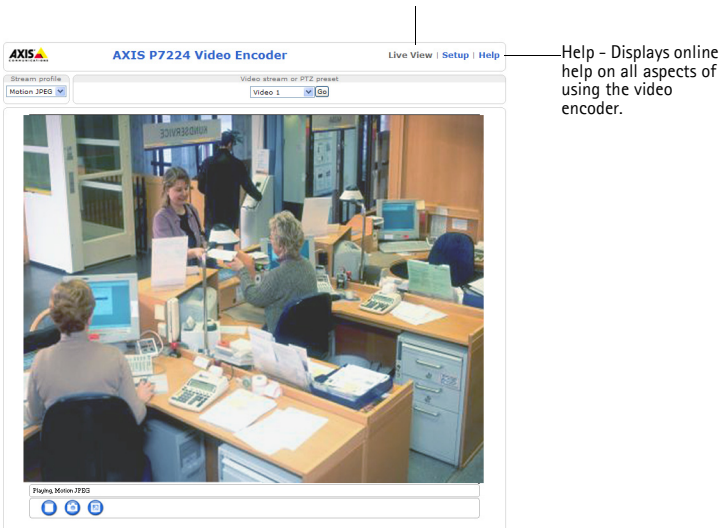 AXIS
COMMUNICATIONS
AXIS P7224 Video Encoder
Live View | Setup | Help
Help - Displays online
help on all aspects of
using the video
encoder.
Stream profile
Motion JPEG
Video stream or PTZ preset
Video 1
Go
KUNDSERVICE
Playing, Motion JPEG